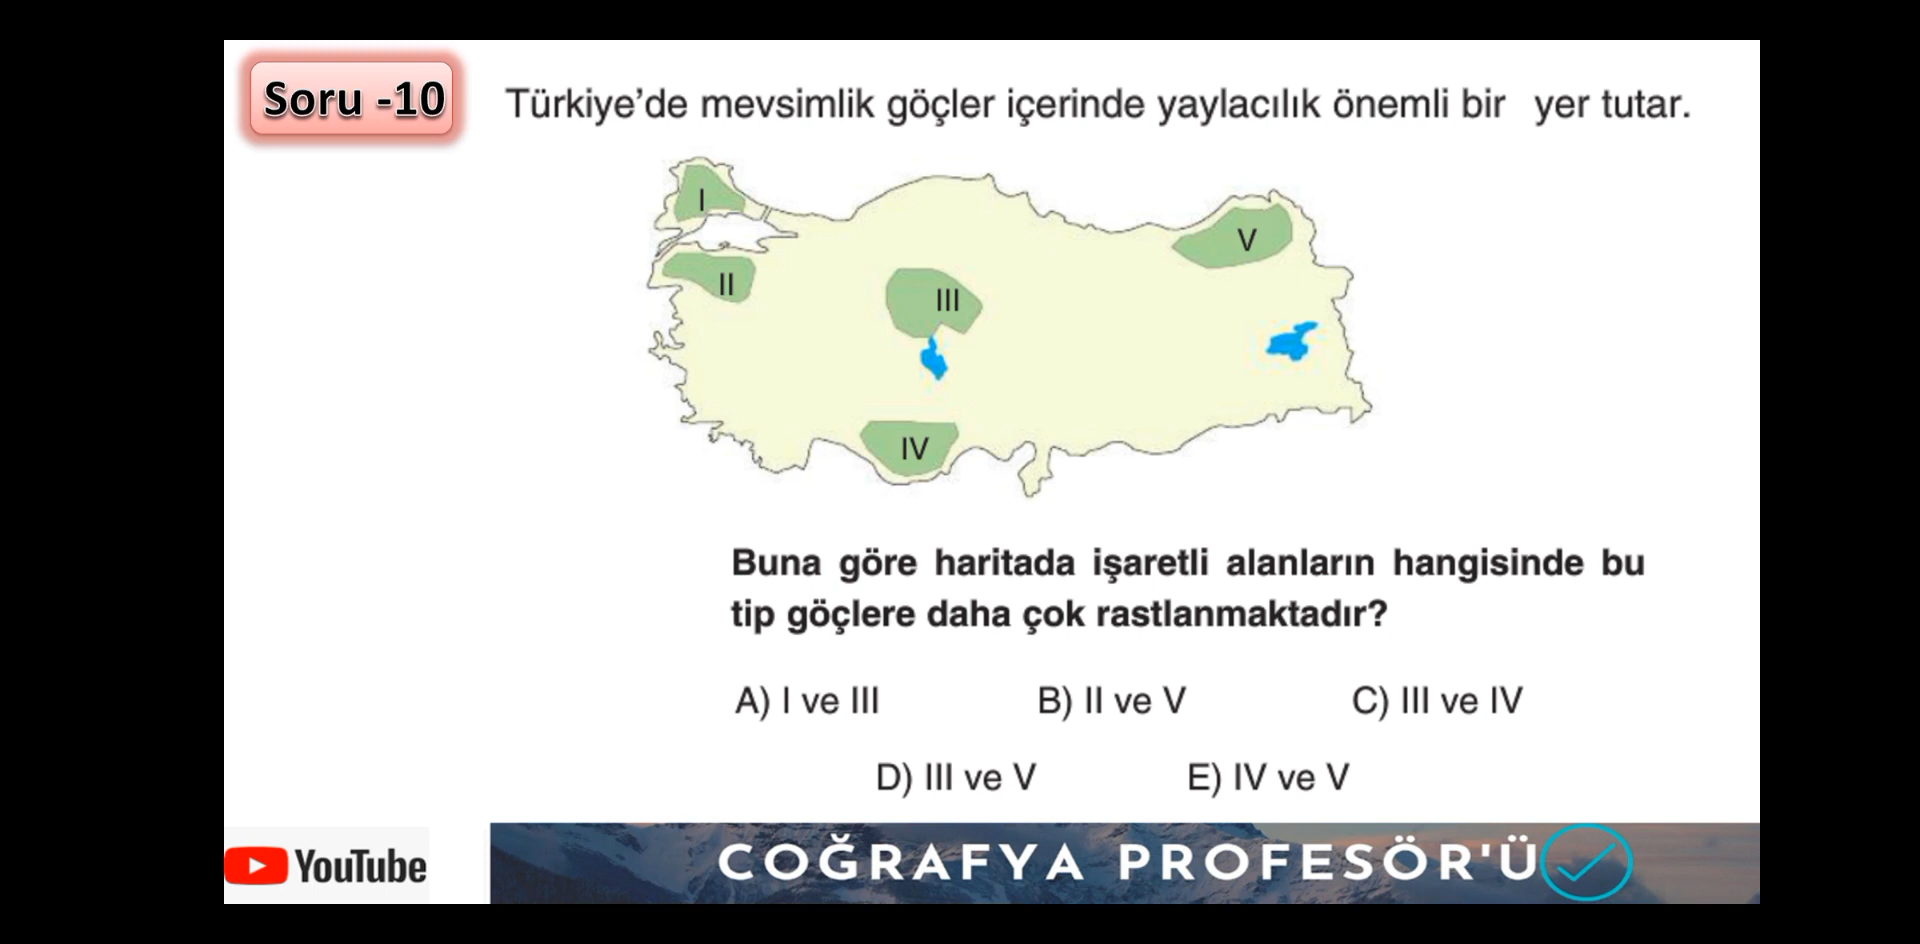 Soru -10
Türkiye’de mevsimlik göçler içerinde yaylacılık önemli bir yer tutar.
I
II
III
IV
V
Buna göre haritada işaretli alanların hangisinde bu
tip göçlere daha çok rastlanmaktadır?
A) I ve III B) II ve V C) III ve IV
D) III ve V E) IV ve V
YouTube
COĞRAFYA PROFESÖR'Ü